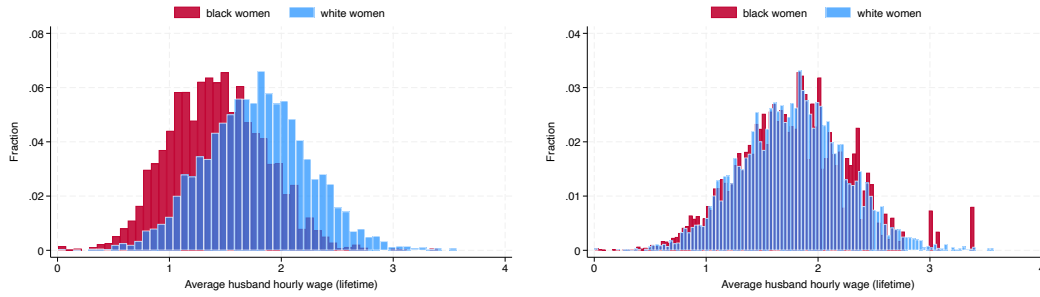 black women white women
.08
.06
.04
.02
0
Fraction
0 1 2 3 4
Average husband hourly wage (lifetime)
black women white women
.04
.03
.02
.01
0
Fraction
0 1 2 3 4
Average husband hourly wage (lifetime)